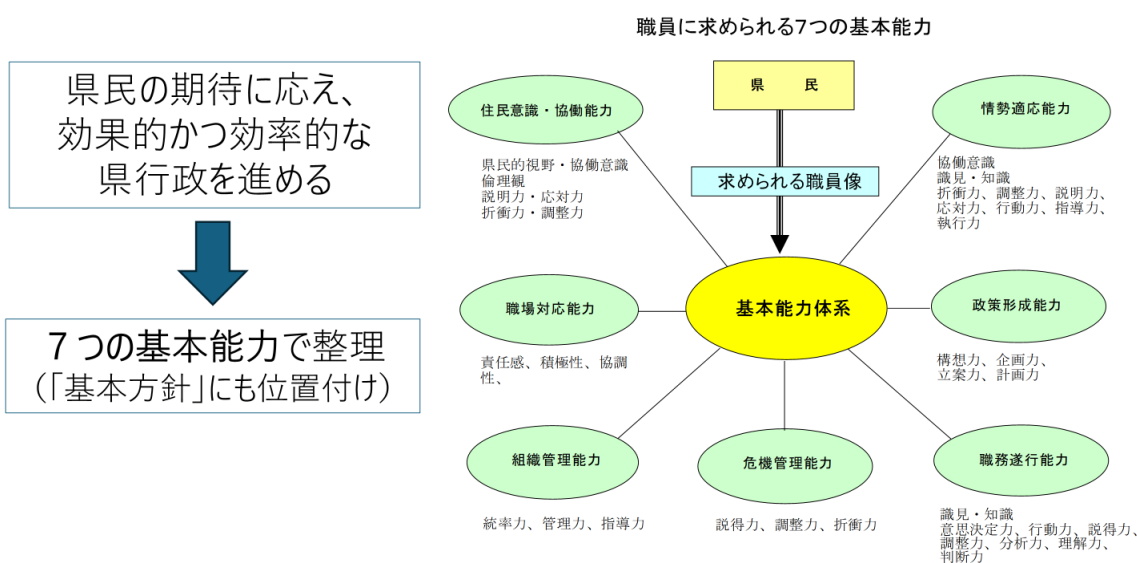 県民の期待に応え、
効果的かつ効率的な
県行政を進める
7つの基本能力で整理
(「基本方針」にも位置付け)
職員に求められる7つの基本能力
県　民
求められる職員像
基本能力体系
住民意識・協働能力
県民的視野・協働意識
倫理観
説明力・応対力
折衝力・調整力
情勢適応能力
協働意識
識見・知識
折衝力、調整力、説明力、
応対力、行動力、指導力、
執行力
職場対応能力
責任感、積極性、協調
性、
政策形成能力
構想力、企画力、
立案力、計画力
組織管理能力
統率力、管理力、指導力
危機管理能力
説得力、調整力、折衝力
職務遂行能力
識見・知識
意思決定力、行動力、説得力、
調整力、分析力、理解力、
判断力